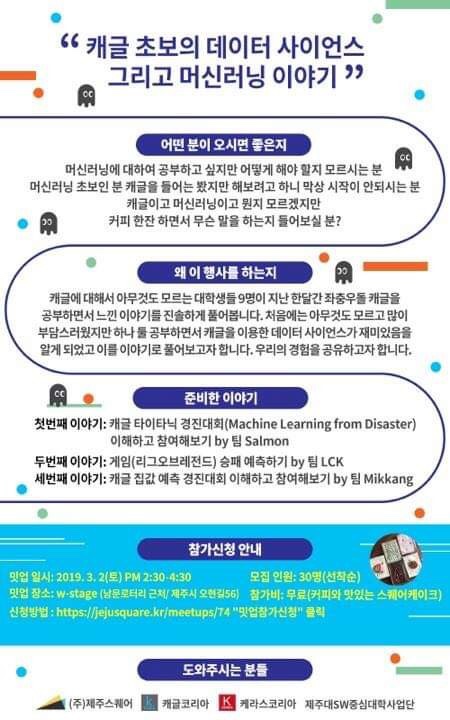 “ 캐글 초보의 데이터 사이언스
그리고 머신러닝 이야기 ”
어떤 분이 오시면 좋은지
머신러닝에 대하여 공부하고 싶지만 어떻게 해야 할지 모르시는 분
머신러닝 초보인 분 캐글을 들어는 봤지만 해보려고 하니 막상 시작이 안되시는 분
캐글이고 머신러닝이고 뭔지 모르겠지만
커피 한잔 하면서 무슨 말을 하는지 들어보실 분?
왜 이 행사를 하는지
캐글에 대해서 아무것도 모르는 대학생들 9명이 지난 한달간 좌충우돌 캐글을
공부하면서 느낀 이야기를 진솔하게 풀어봅니다. 처음에는 아무것도 모르고 많이
부담스러웠지만 하나 둘 공부하면서 캐글을 이용한 데이터 사이언스가 재미있음을
알게 되었고 이를 이야기로 풀어보고자 합니다. 우리의 경험을 공유하고자 합니다.
준비한 이야기
첫번째 이야기: 캐글 타이타닉 경진대회(Machine Learning from Disaster)
이해하고 참여해보기 by 팀 Salmon
두번째 이야기: 게임(리그오브레전드) 승패 예측하기 by 팀 LCK
세번째 이야기: 캐글 집값 예측 경진대회 이해하고 참여해보기 by 팀 Mikkang
참가신청 안내
밋업 일시: 2019. 3. 2(토) PM 2:30-4:30
모집 인원: 30명(선착순)
밋업 장소: w-stage (남문로터리 근처/ 제주시 오현길56)
참가비: 무료(커피와 맛있는 스퀘어케이크)
신청방법 : https://jejusquare.kr/meetups/74 "밋업참가신청" 클릭
도와주시는 분들
(주)제주스퀘어 k 캐글코리아 K 케라스코리아 제주대SW중심대학사업단